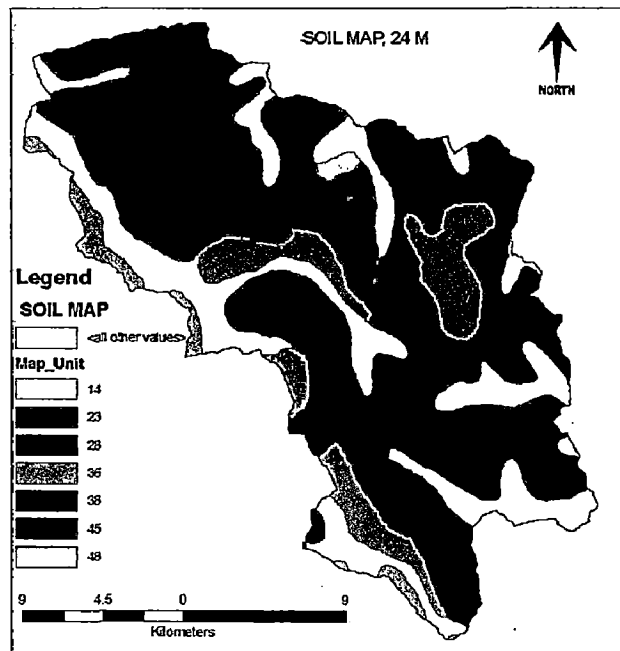 SOIL MAP, 24 M
NORTH
Legend
SOIL MAP
<all other values>
Map_Unit
14
23
28
36
38
45
48
9 4.5 0 9
Kilometers